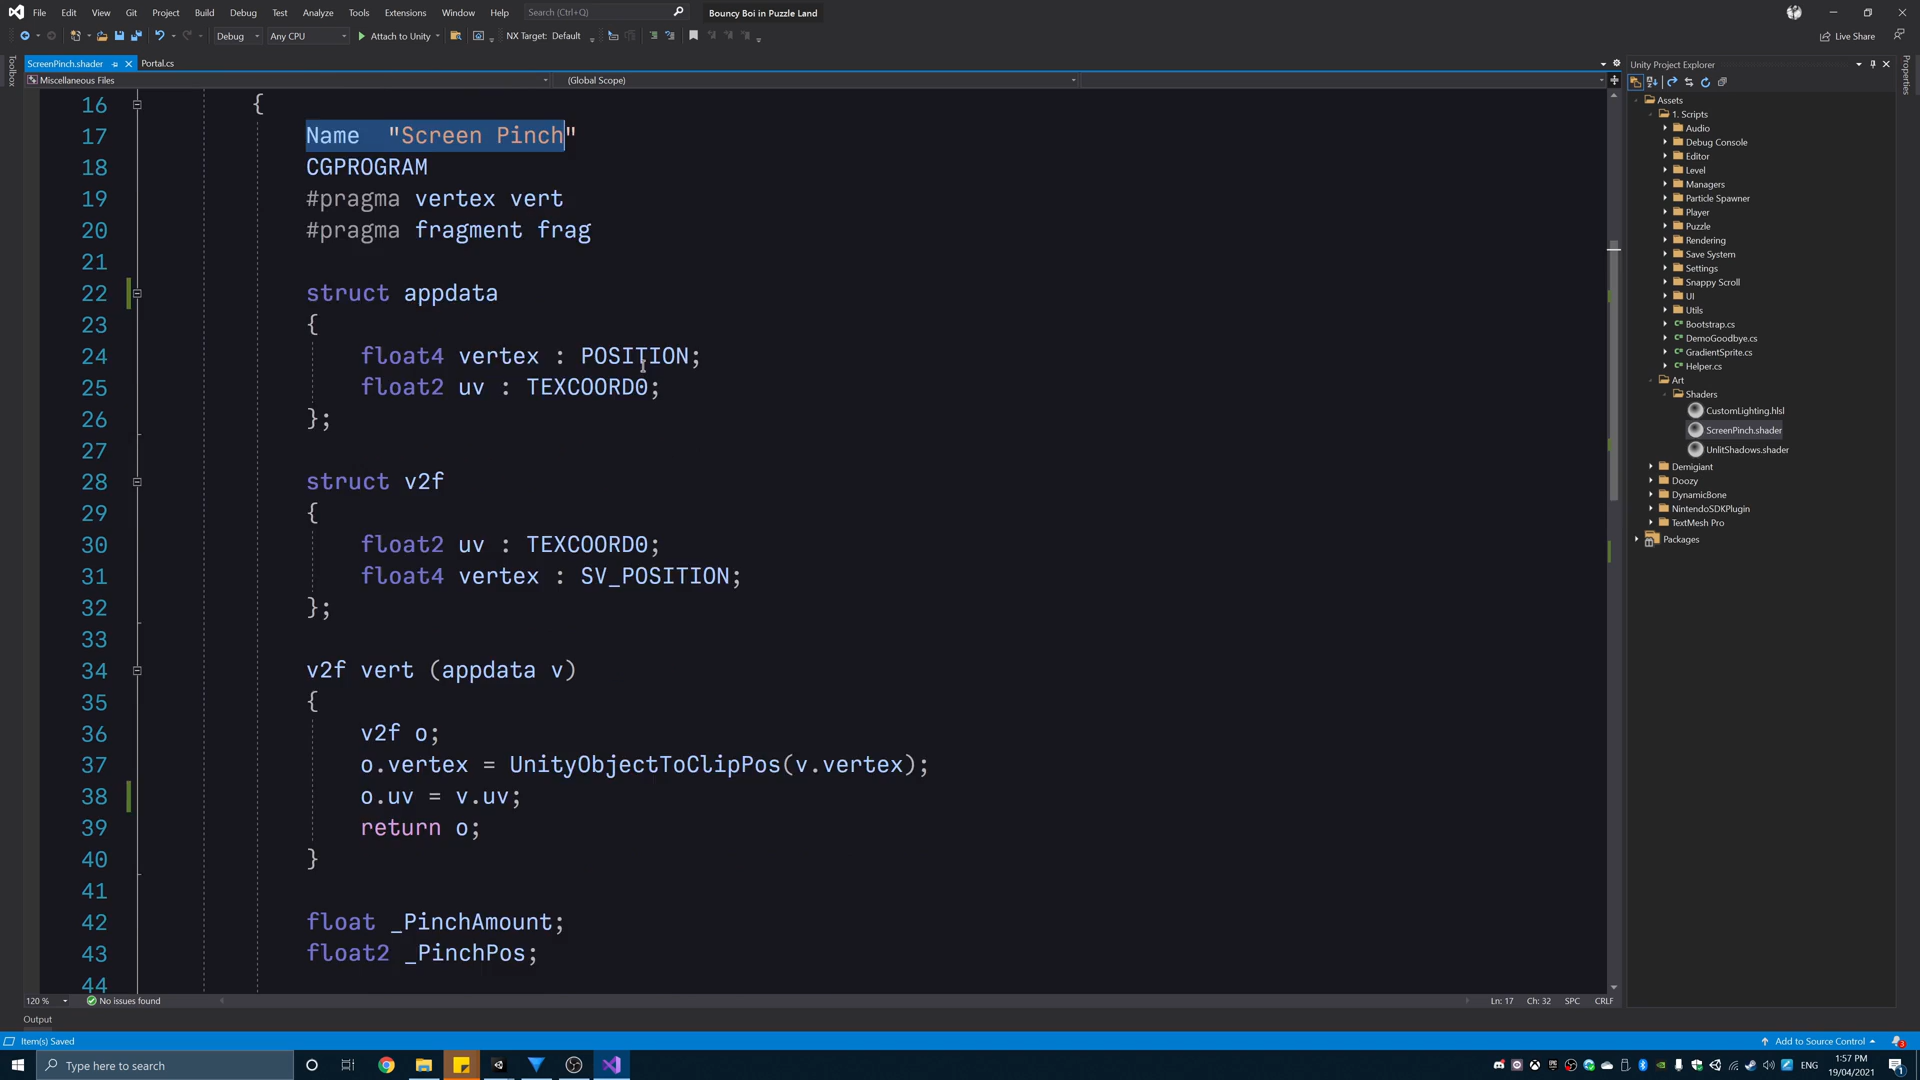 File Edit View Git Project Build Debug Test Analyze Tools Extensions Window Help Search (Ctrl+Q) Bouncy Boi in Puzzle Land
Debug Any CPU Attach to Unity NX Target: Default Live Share
Toolbox
ScreenPinch.shader Portal.cs
Miscellaneous Files (Global Scope)
16 {
17 Name  "Screen Pinch"
18 CGPROGRAM
19 #pragma vertex vert
20 #pragma fragment frag
21
22 struct appdata
23 {
24 float4 vertex : POSITION;
25 float2 uv : TEXCOORD0;
26 };
27
28 struct v2f
29 {
30 float2 uv : TEXCOORD0;
31 float4 vertex : SV_POSITION;
32 };
33
34 v2f vert (appdata v)
35 {
36 v2f o;
37 o.vertex = UnityObjectToClipPos(v.vertex);
38 o.uv = v.uv;
39 return o;
40 }
41
42 float _PinchAmount;
43 float2 _PinchPos;
44
Unity Project Explorer
Properties
Assets
1. Scripts
Audio
Debug Console
Editor
Level
Managers
Particle Spawner
Player
Puzzle
Rendering
Save System
Settings
Snappy Scroll
UI
Utils
Bootstrap.cs
DemoGoodbye.cs
GradientSprite.cs
Helper.cs
Art
Shaders
CustomLighting.hlsl
ScreenPinch.shader
UnlitShadows.shader
Demigiant
Doozy
DynamicBone
NintendoSDKPlugin
TextMesh Pro
Packages
120 % No issues found Ln: 17 Ch: 32 SPC CRLF
Output
Item(s) Saved Add to Source Control
Type here to search ENG 1:57 PM
19/04/2021